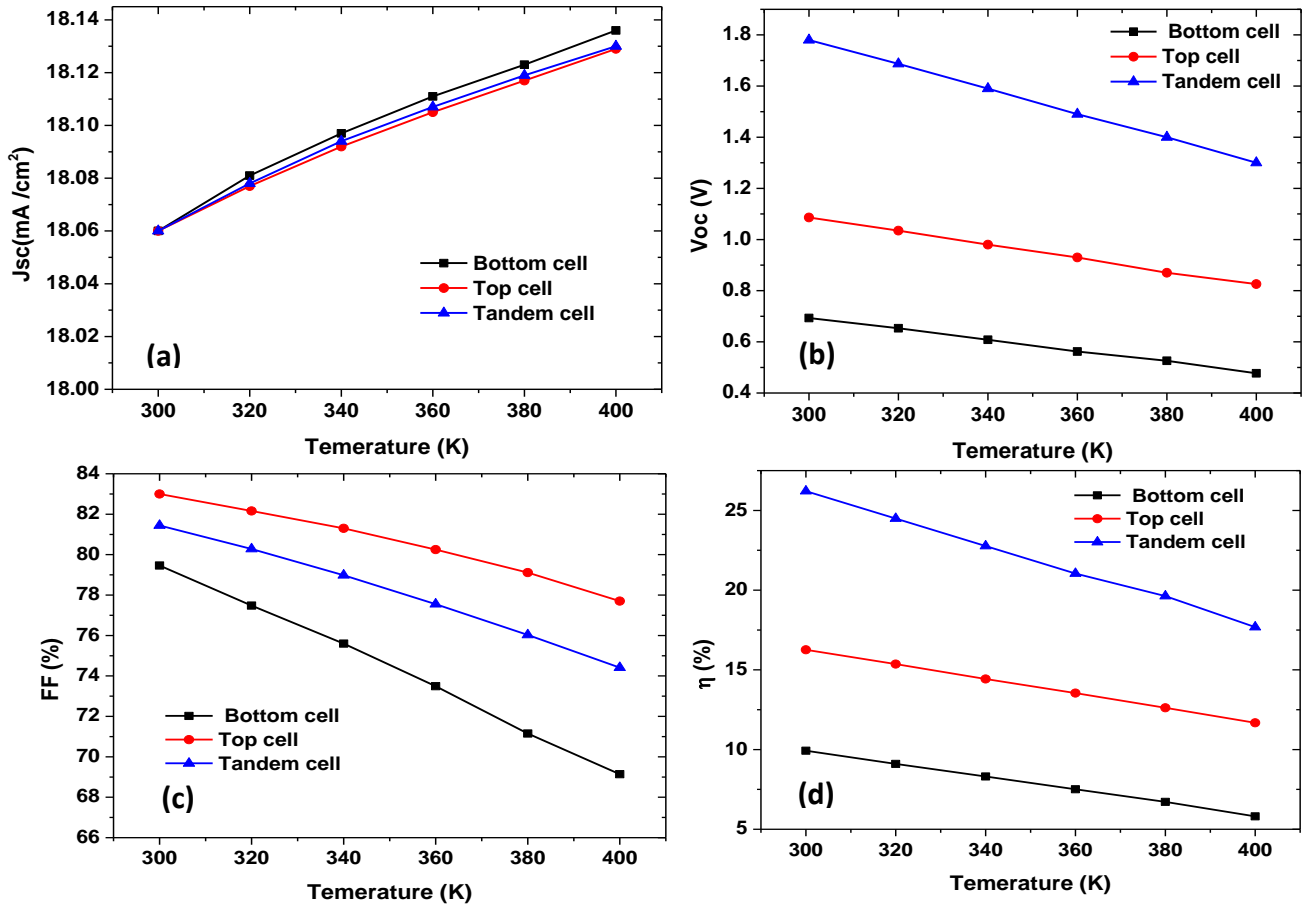 18.14
18.12
18.10
18.08
18.06
18.04
18.02
18.00
Jsc(mA /cm²)
Bottom cell
Top cell
Tandem cell
(a)
300 320 340 360 380 400
Temerature (K)
1.8
1.6
1.4
1.2
1.0
0.8
0.6
0.4
Voc (V)
Bottom cell
Top cell
Tandem cell
(b)
300 320 340 360 380 400
Temerature (K)
84
82
80
78
76
74
72
70
68
66
FF (%)
Bottom cell
Top cell
Tandem cell
(c)
300 320 340 360 380 400
Temerature (K)
25
20
15
10
5
η (%)
Bottom cell
Top cell
Tandem cell
(d)
300 320 340 360 380 400
Temerature (K)